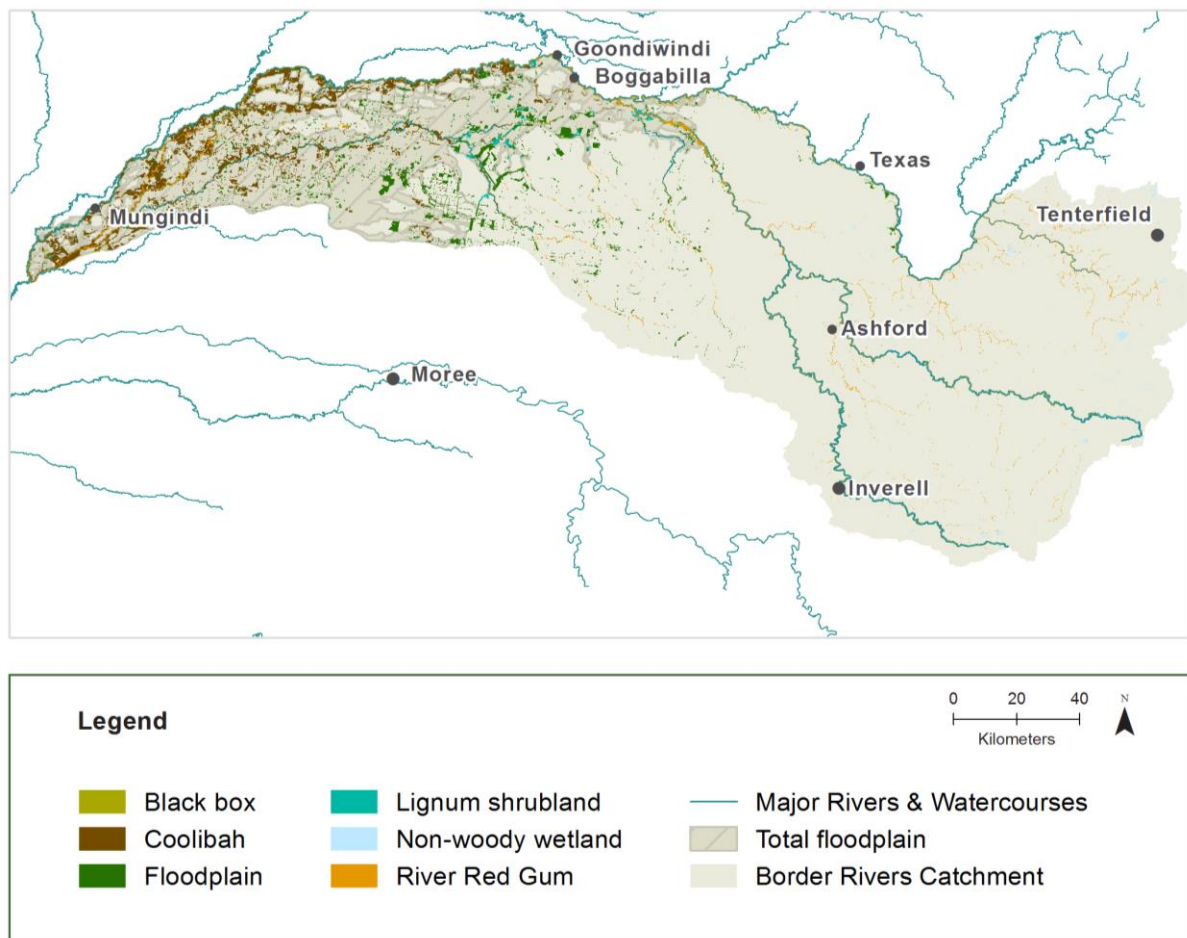 Goondiwindi
Boggabilla
Texas
Tenterfield
Mungindi
Ashford
Moree
Inverell
Legend
0 20 40
Kilometers
N
Black box
Coolibah
Floodplain
Lignum shrubland
Non-woody wetland
River Red Gum
Major Rivers & Watercourses
Total floodplain
Border Rivers Catchment